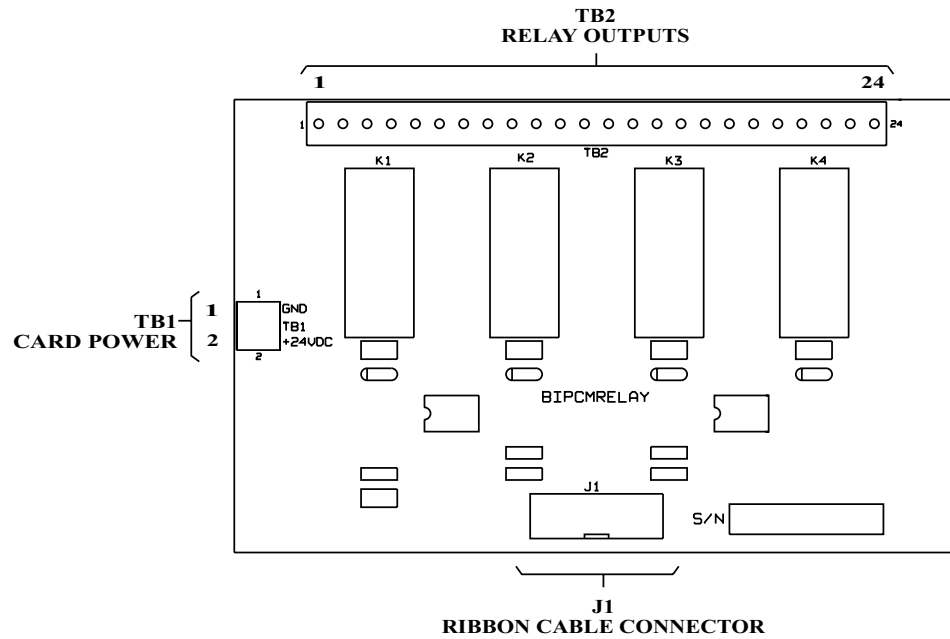 TB2
RELAY OUTPUTS
1 24
1 24
TB2
K1 K2 K3 K4
TB1
CARD POWER
1
2
1
GND
TB1
+24VDC
2
BIPCMRELAY
J1
S/N
J1
RIBBON CABLE CONNECTOR